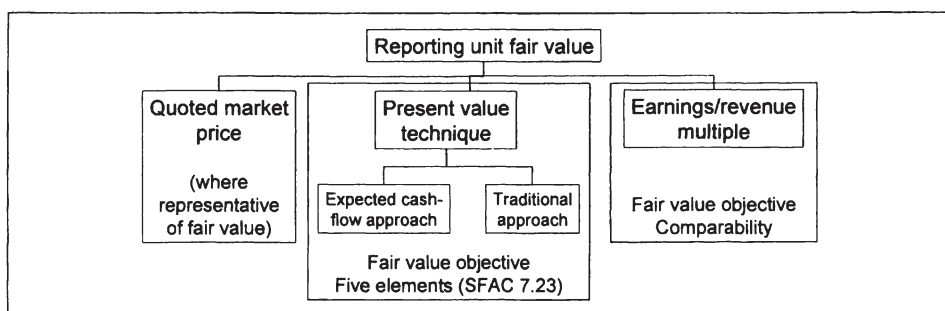 Reporting unit fair value
Quoted market
price
(where
representative
of fair value)
Present value
technique
Expected cash-
flow approach
Traditional
approach
Fair value objective
Five elements (SFAC 7.23)
Earnings/revenue
multiple
Fair value objective
Comparability